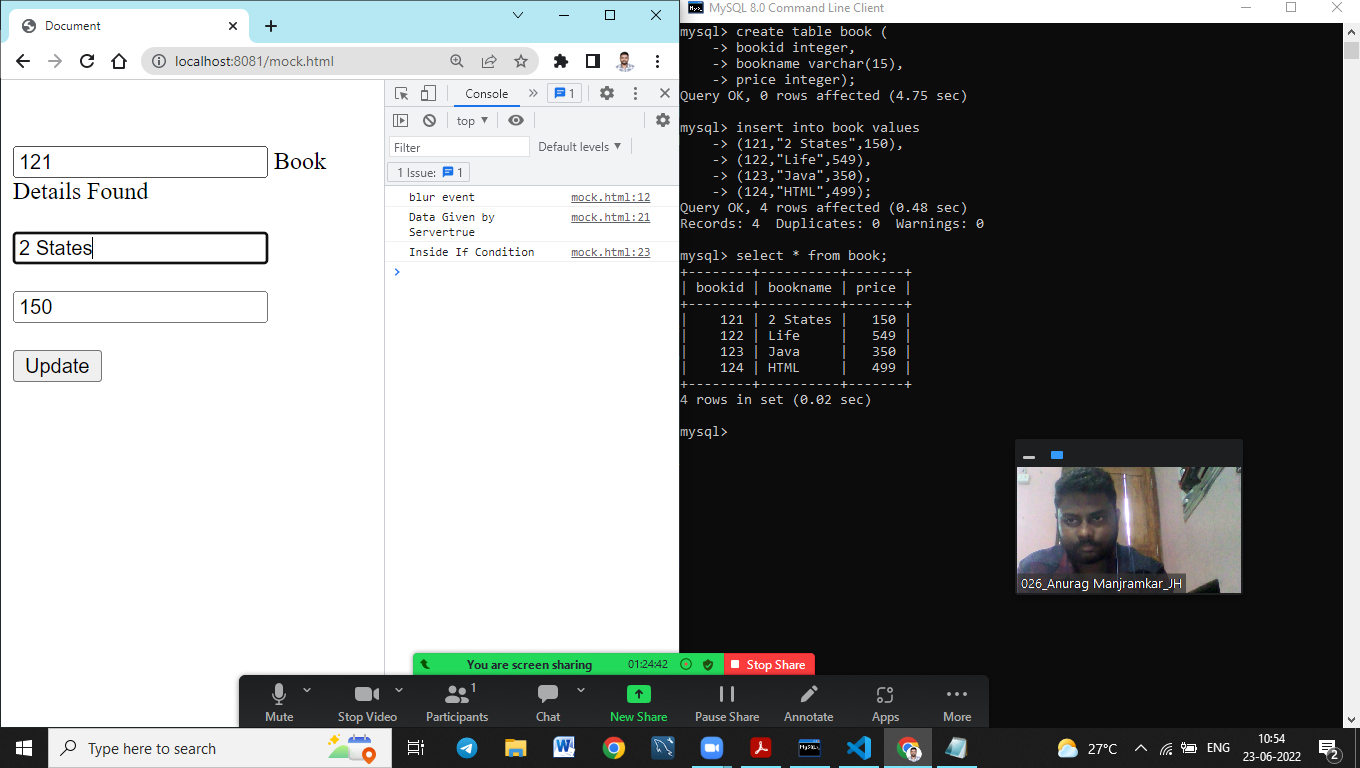 Document
localhost:8081/mock.html
121 Book
Details Found
2 States
150
Update
Console
1
top
Filter
Default levels
1 Issue: 1
blur event mock.html:12
Data Given by mock.html:21
Servertrue
Inside If Condition mock.html:23
MySQL 8.0 Command Line Client
mysql> create table book (
    -> bookid integer,
    -> bookname varchar(15),
    -> price integer);
Query OK, 0 rows affected (4.75 sec)
mysql> insert into book values
    -> (121,"2 States",150),
    -> (122,"Life",549),
    -> (123,"Java",350),
    -> (124,"HTML",499);
Query OK, 4 rows affected (0.48 sec)
Records: 4  Duplicates: 0  Warnings: 0
mysql> select * from book;
+--------+----------+-------+
| bookid | bookname | price |
+--------+----------+-------+
|    121 | 2 States |   150 |
|    122 | Life     |   549 |
|    123 | Java     |   350 |
|    124 | HTML     |   499 |
+--------+----------+-------+
4 rows in set (0.02 sec)
mysql>
026_Anurag Manjramkar_JH
You are screen sharing 01:24:42 Stop Share
1
Mute Stop Video Participants Chat New Share Pause Share Annotate Apps More
Type here to search
27°C ENG
10:54
23-06-2022
2